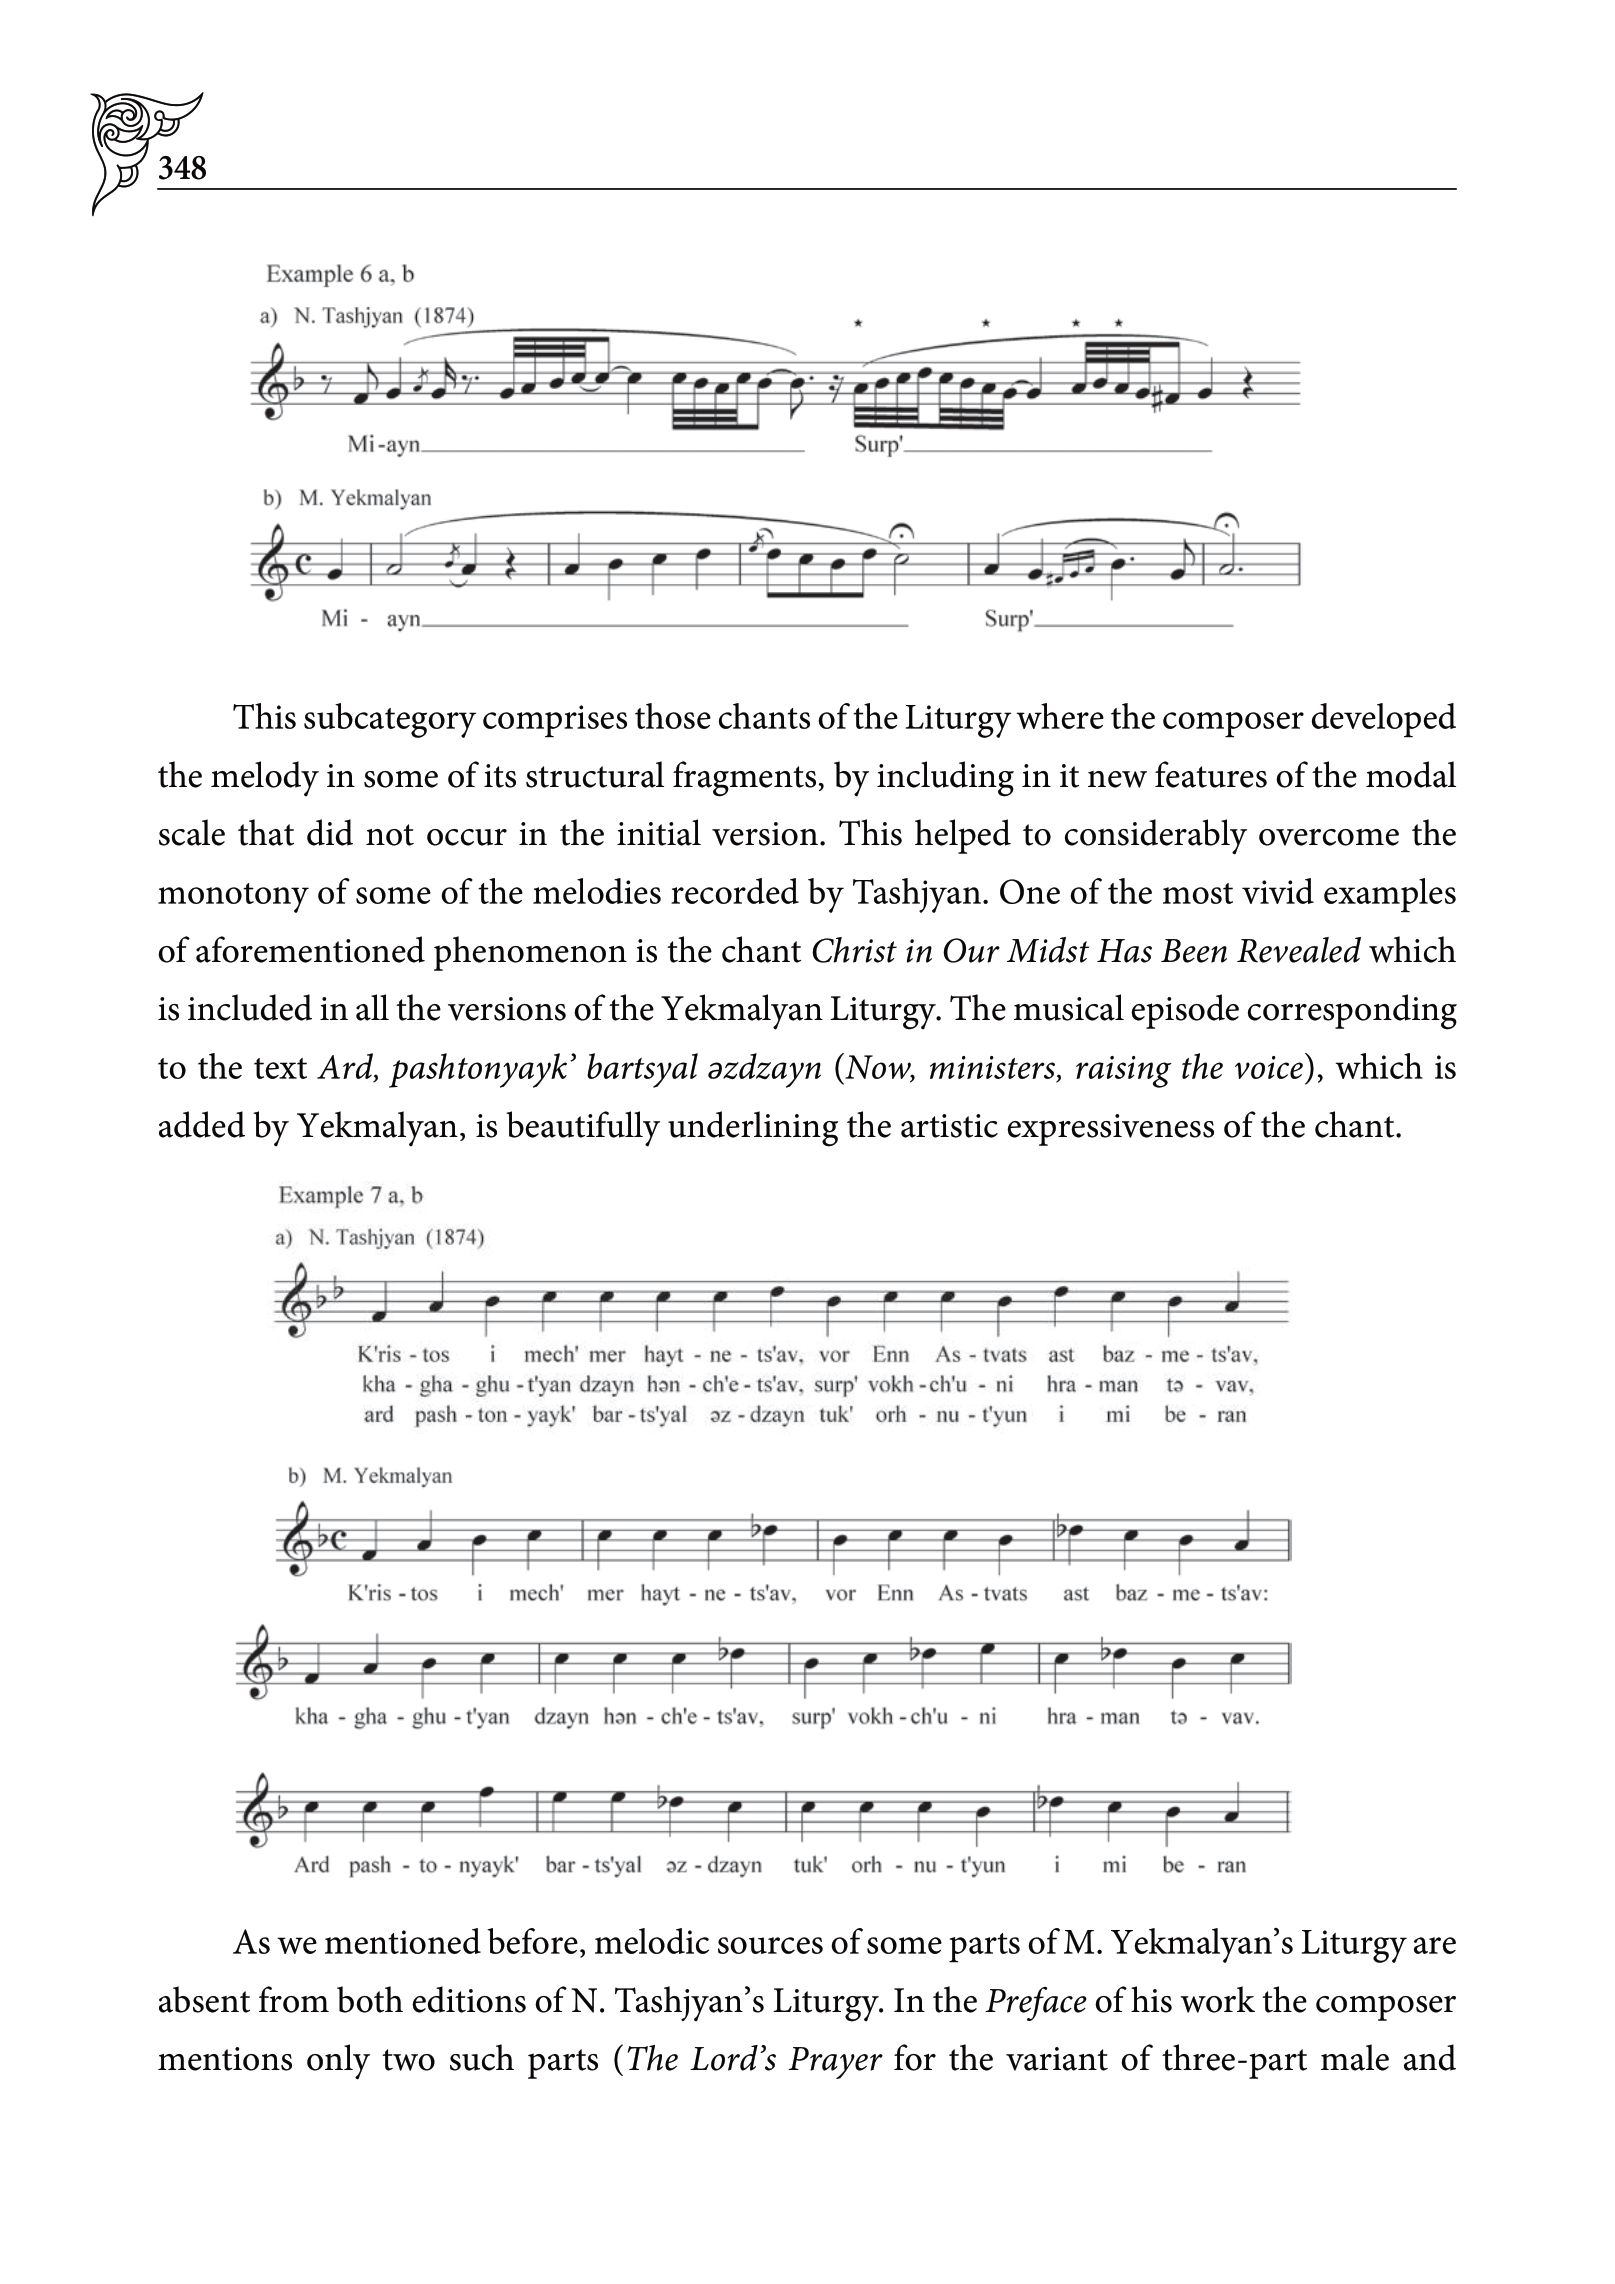 348
Example 6 a, b
a) N. Tashjyan (1874)
Mi-ayn Surp'
b) M. Yekmalyan
Mi - ayn Surp'
This subcategory comprises those chants of the Liturgy where the composer developed
the melody in some of its structural fragments, by including in it new features of the modal
scale that did not occur in the initial version. This helped to considerably overcome the
monotony of some of the melodies recorded by Tashjyan. One of the most vivid examples
of aforementioned phenomenon is the chant Christ in Our Midst Has Been Revealed which
is included in all the versions of the Yekmalyan Liturgy. The musical episode corresponding
to the text Ard, pashtonyayk’ bartsyal əzdzayn (Now, ministers, raising the voice), which is
added by Yekmalyan, is beautifully underlining the artistic expressiveness of the chant.
Example 7 a, b
a) N. Tashjyan (1874)
K'ris - tos i mech' mer hayt - ne - ts'av, vor Enn As - tvats ast baz - me - ts'av,
kha - gha - ghu - t'yan dzayn hən - ch'e - ts'av, surp' vokh - ch'u - ni hra - man tə - vav,
ard pash - ton - yayk' bar - ts'yal əz - dzayn tuk' orh - nu - t'yun i mi be - ran
b) M. Yekmalyan
K'ris - tos i mech' mer hayt - ne - ts'av, vor Enn As - tvats ast baz - me - ts'av:
kha - gha - ghu - t'yan dzayn hən - ch'e - ts'av, surp' vokh - ch'u - ni hra - man tə - vav.
Ard pash - to - nyayk' bar - ts'yal əz - dzayn tuk' orh - nu - t'yun i mi be - ran
As we mentioned before, melodic sources of some parts of M. Yekmalyan’s Liturgy are
absent from both editions of N. Tashjyan’s Liturgy. In the Preface of his work the composer
mentions only two such parts (The Lord’s Prayer for the variant of three-part male and